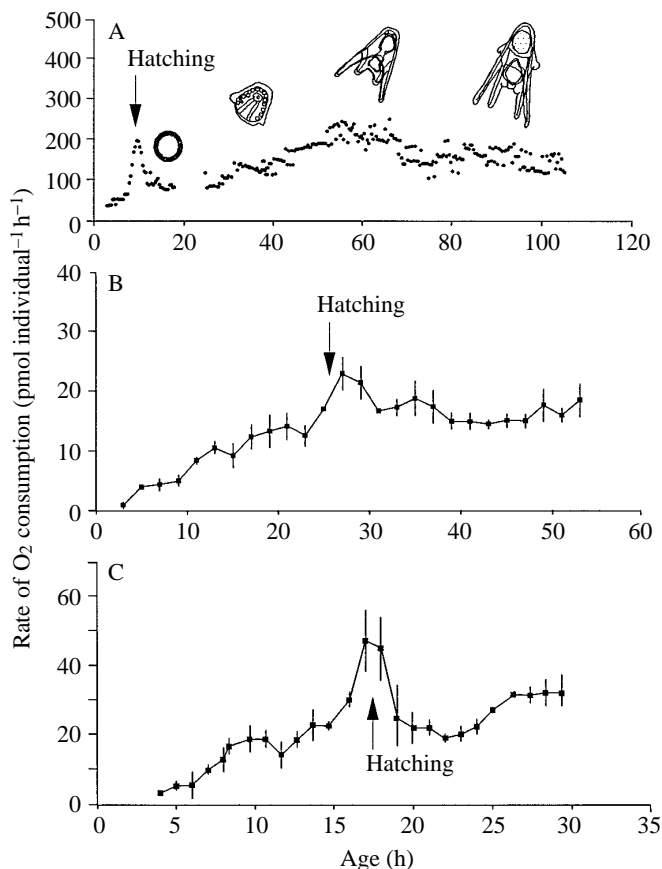 Rate of O2 consumption (pmol individual−1 h−1)
A
Hatching
500
400
300
200
100
0
0 20 40 60 80 100 120
B
Hatching
40
30
20
10
0
0 10 20 30 40 50 60
C
Hatching
60
40
20
0
0 5 10 15 20 25 30 35
Age (h)